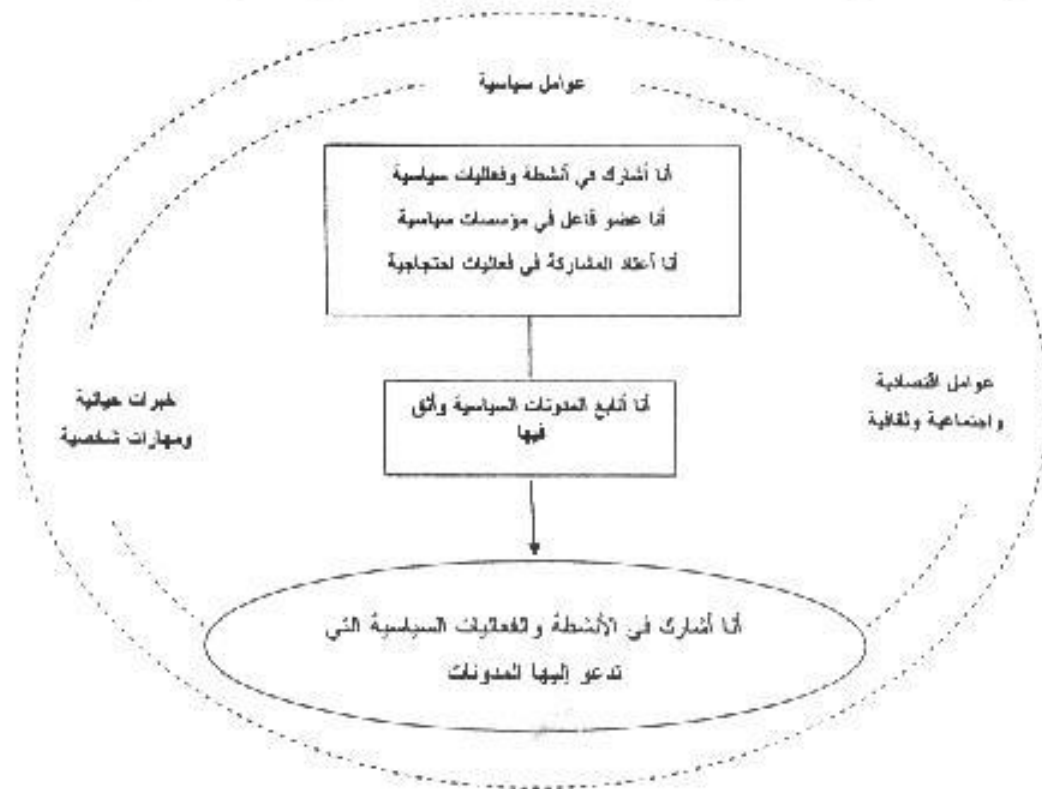 عوامل سياسية
أنا أشارك في أنشطة وفعاليات سياسية
أنا عضو فاعل في مؤسسات سياسية
أنا أعتاد المشاركة في فعاليات احتجاجية
عوامل اقتصادية
واجتماعية وثقافية
أنا أتابع المدونات السياسية وأثق
فيها
خبرات حياتية
ومهارات شخصية
أنا أشارك في الأنشطة والفعاليات السياسية التي
تدعو إليها المدونات